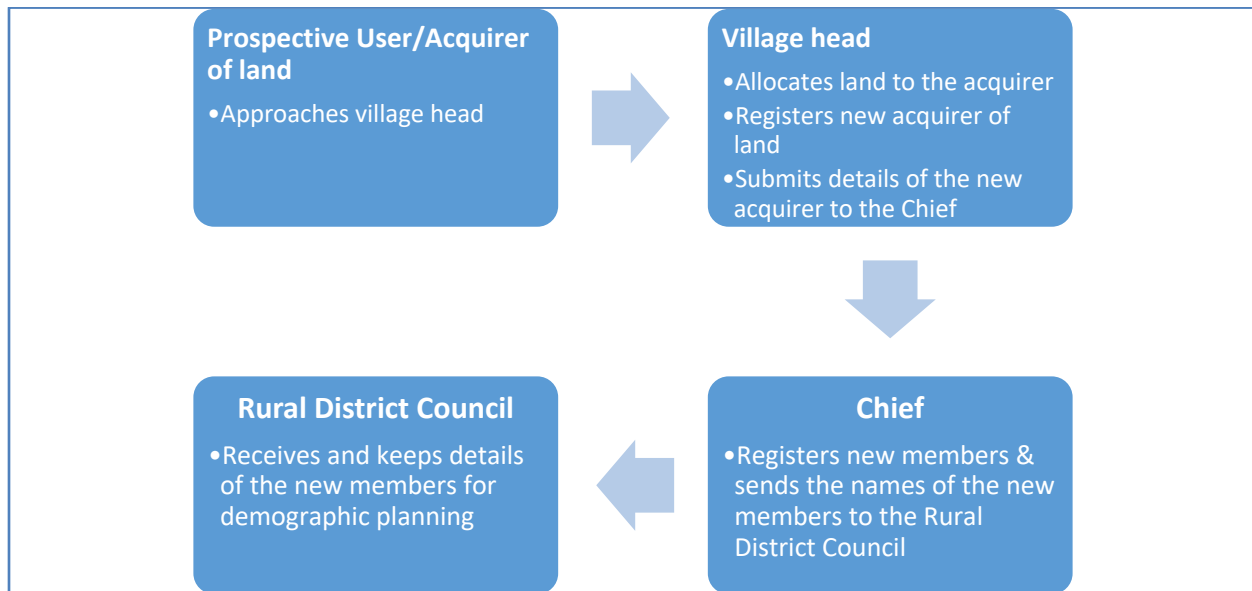 Prospective User/Acquirer
of land
•Approaches village head
Village head
•Allocates land to the acquirer
•Registers new acquirer of
land
•Submits details of the new
acquirer to the Chief
Chief
•Registers new members &
sends the names of the new
members to the Rural
District Council
Rural District Council
•Receives and keeps details
of the new members for
demographic planning